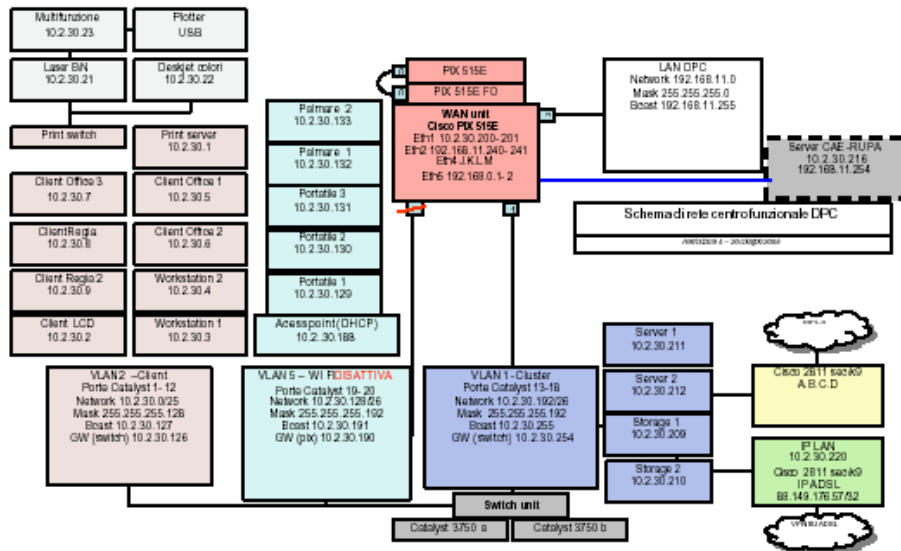 Multifunzione
10.2.30.23
Plotter
USB
Laser B/N
10.2.30.21
Deskjet colori
10.2.30.22
Print switch
Print server
10.2.30.1
Client Office 3
10.2.30.7
Client Office 1
10.2.30.5
ClientRegia
10.2.30.8
Client Office 2
10.2.30.6
Client Regia 2
10.2.30.9
Workstation 2
10.2.30.4
Client LCD
10.2.30.2
Workstation 1
10.2.30.3
Palmare 2
10.2.30.133
Palmare 1
10.2.30.132
Portatile 3
10.2.30.131
Portatile 2
10.2.30.130
Portatile 1
10.2.30.129
Acesspoint (DHCP)
10.2.30.188
PIX 515E
PIX 515E FO
WAN unit
Cisco PIX 515E
Eth1 10.2.30.200-201
Eth2 192.168.11.240-241
Eth4 J.K.L.M
Eth5 192.168.0.1-2
LAN DPC
Network 192.168.11.0
Mask 255.255.255.0
Bcast 192.168.11.255
Server CAE-RUPA
10.2.30.216
192.168.11.254
Schema di rete centro funzionale DPC
VLAN2 –Client
Porte Catalyst 1-12
Network 10.2.30.0/25
Mask 255.255.255.128
Bcast 10.2.30.127
GW (switch) 10.2.30.126
VLAN 5 – WI FI DISATTIVA
Porte Catalyst 19-20
Network 10.2.30.128/26
Mask 255.255.255.192
Bcast 10.2.30.191
GW (pix) 10.2.30.190
VLAN 1-Cluster
Porte Catalyst 13-18
Network 10.2.30.192/26
Mask 255.255.255.192
Bcast 10.2.30.255
GW (switch) 10.2.30.254
Server 1
10.2.30.211
Server 2
10.2.30.212
Storage 1
10.2.30.209
Storage 2
10.2.30.210
Cisco 2811 sec/k9
A.B.C.D
IP LAN
10.2.30.220
Cisco 2811 sec/k9
IP ADSL
88.149.176.57/32
VPN SU ADSL
Switch unit
Catalyst 3750 a
Catalyst 3750 b